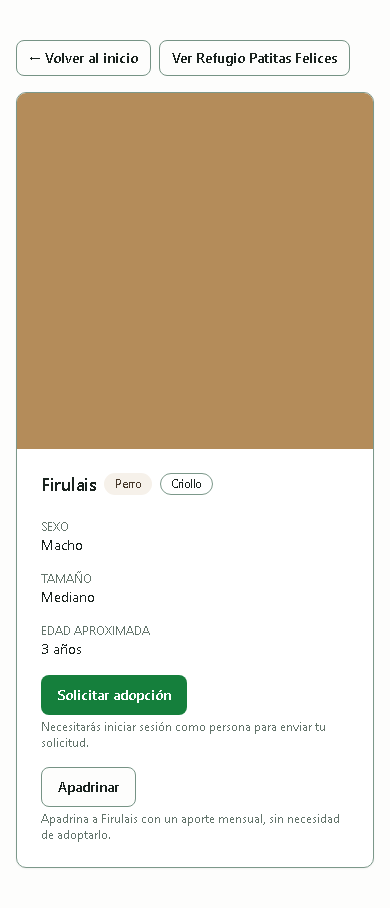 ← Volver al inicio
Ver Refugio Patitas Felices
Firulais
Perro
Criollo
SEXO
Macho
TAMAÑO
Mediano
EDAD APROXIMADA
3 años
Solicitar adopción
Necesitarás iniciar sesión como persona para enviar tu
solicitud.
Apadrinar
Apadrina a Firulais con un aporte mensual, sin necesidad
de adoptarlo.